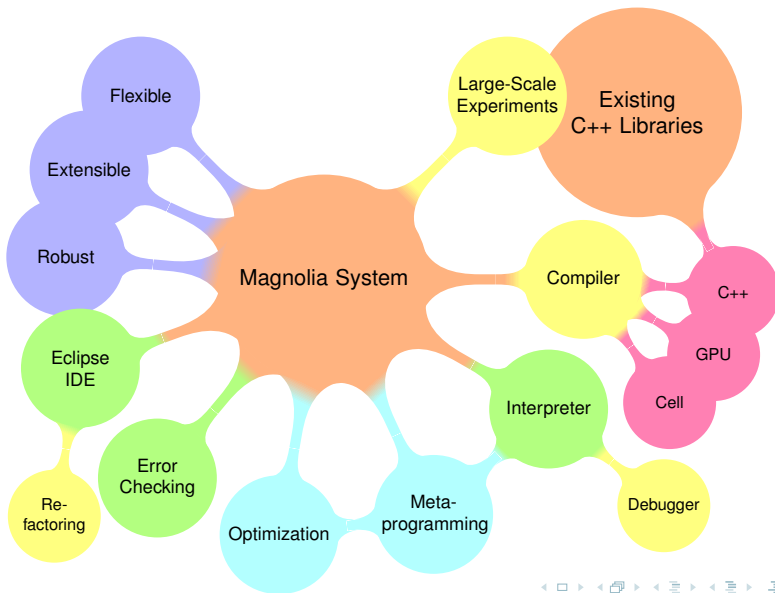 Flexible
Extensible
Robust
Eclipse
IDE
Re-
factoring
Error
Checking
Optimization
Meta-
programming
Magnolia System
Large-Scale
Experiments
Existing
C++ Libraries
Compiler
C++
GPU
Cell
Interpreter
Debugger